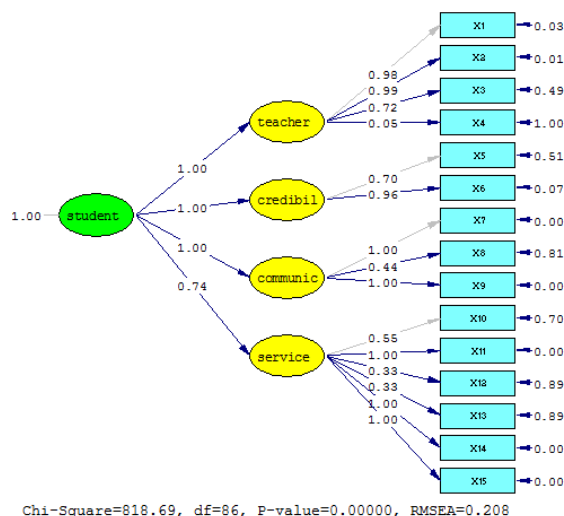 X1
0.03
X2
0.01
0.98
0.99
X3
0.49
0.72
0.05
teacher
X4
1.00
X5
0.51
1.00
0.70
0.96
X6
0.07
1.00
student
1.00
credibil
X7
0.00
1.00
1.00
0.44
X8
0.81
0.74
communic
1.00
X9
0.00
X10
0.70
0.55
1.00
X11
0.00
service
0.33
0.33
X12
0.89
1.00
1.00
X13
0.89
X14
0.00
X15
0.00
Chi-Square=818.69, df=86, P-value=0.00000, RMSEA=0.208